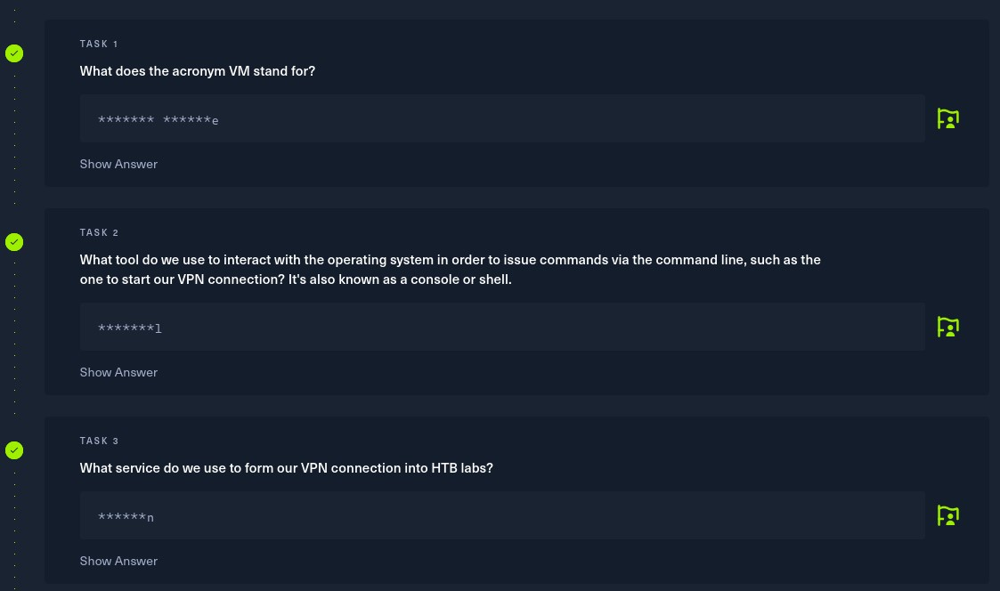 TASK 1
What does the acronym VM stand for?
******* ******e
Show Answer
TASK 2
What tool do we use to interact with the operating system in order to issue commands via the command line, such as the
one to start our VPN connection? It's also known as a console or shell.
*******l
Show Answer
TASK 3
What service do we use to form our VPN connection into HTB labs?
******n
Show Answer